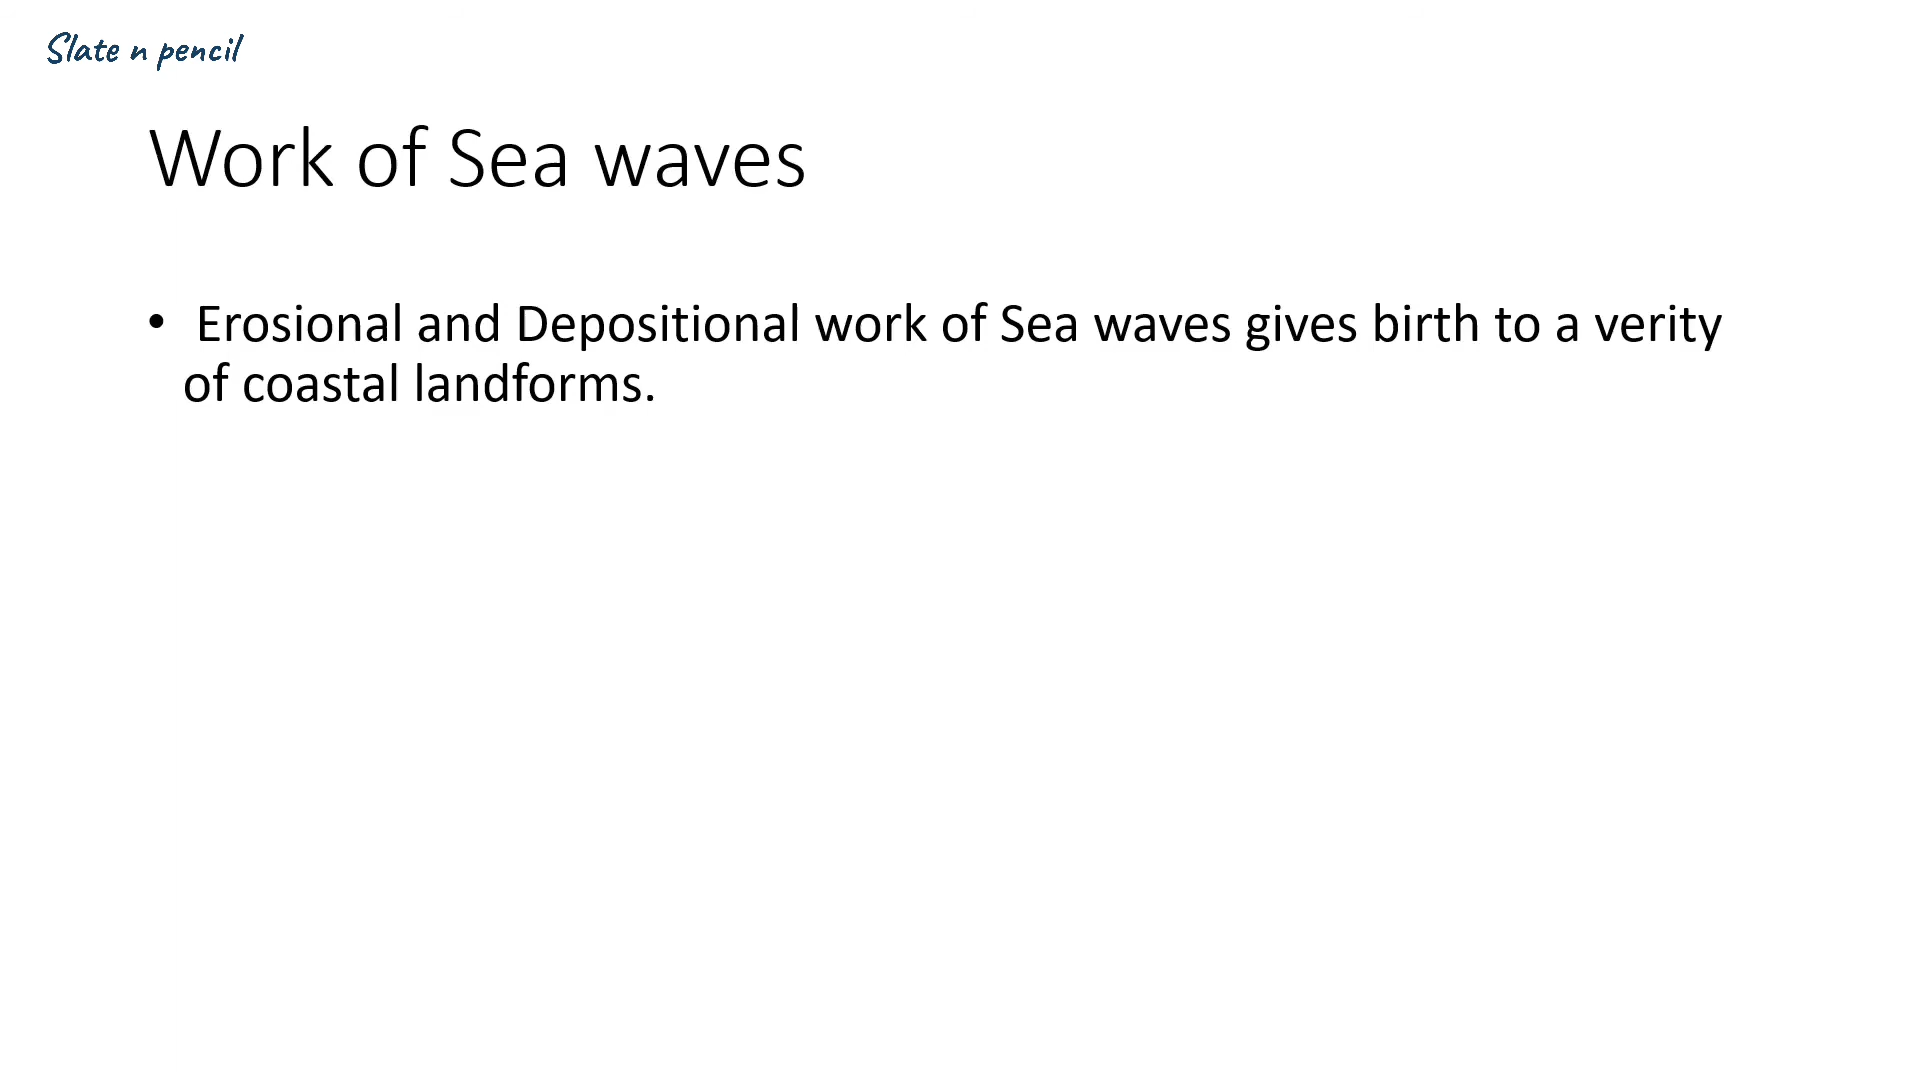 Slate n pencil
Work of Sea waves
• Erosional and Depositional work of Sea waves gives birth to a verity
of coastal landforms.